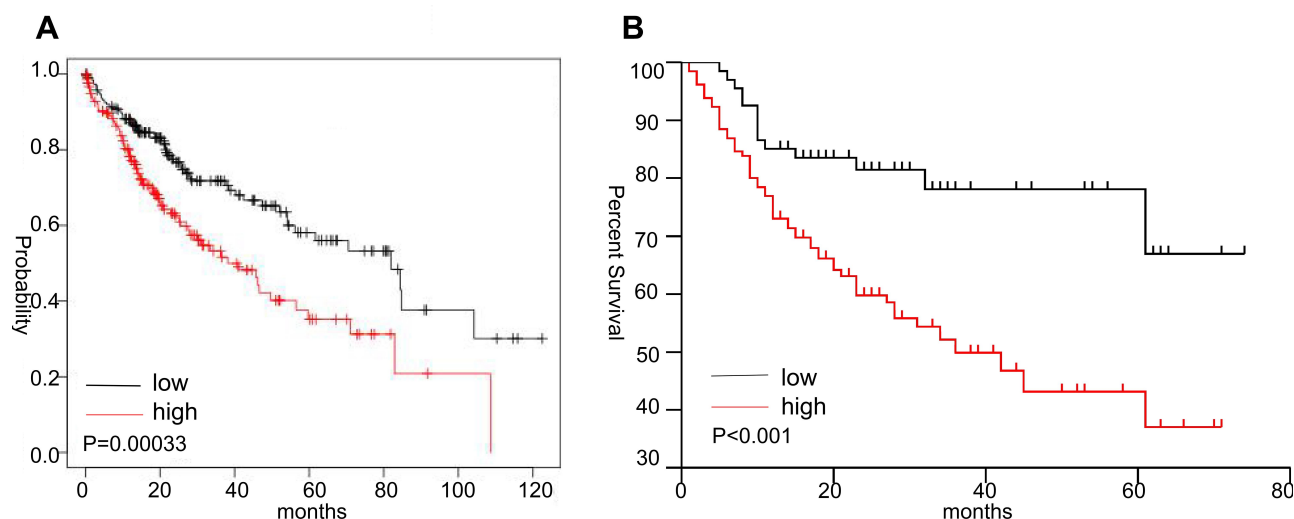 A
1.0
0.8
0.6
0.4
0.2
0.0
Probability
low
high
P=0.00033
0 20 40 60 80 100 120
months
B
100
90
80
70
60
50
40
30
Percent Survival
low
high
P<0.001
0 20 40 60 80
months